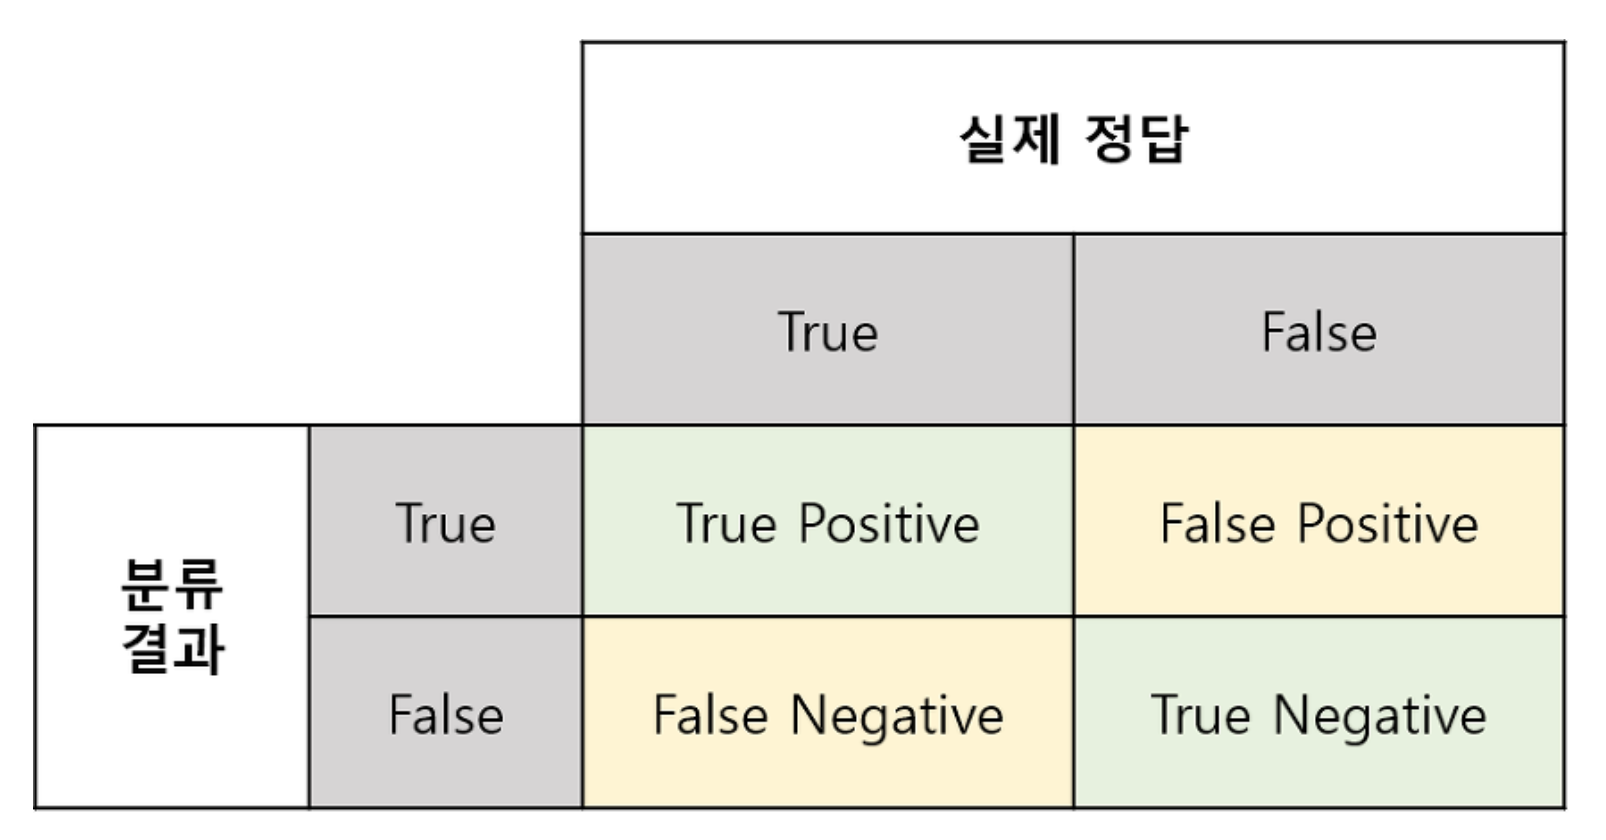 실제 정답
True
False
분류
결과
True
True Positive
False Positive
False
False Negative
True Negative